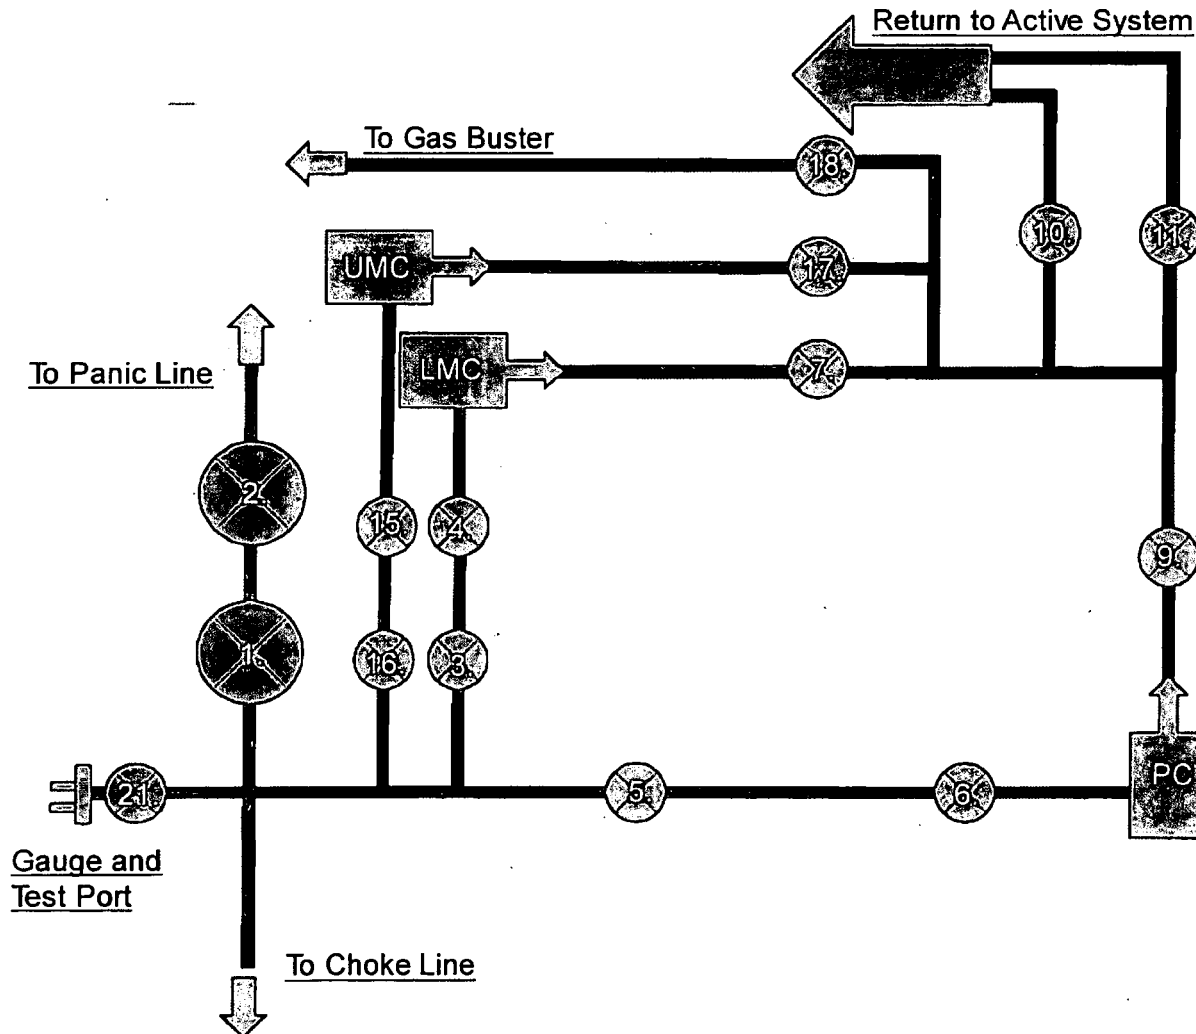 Return to Active System
To Gas Buster
18.
UMC
17.
10.
11.
To Panic Line
LMC
7.
2.
15.
4.
9.
1.
16.
3.
21.
5.
6.
PC
Gauge and
Test Port
To Choke Line